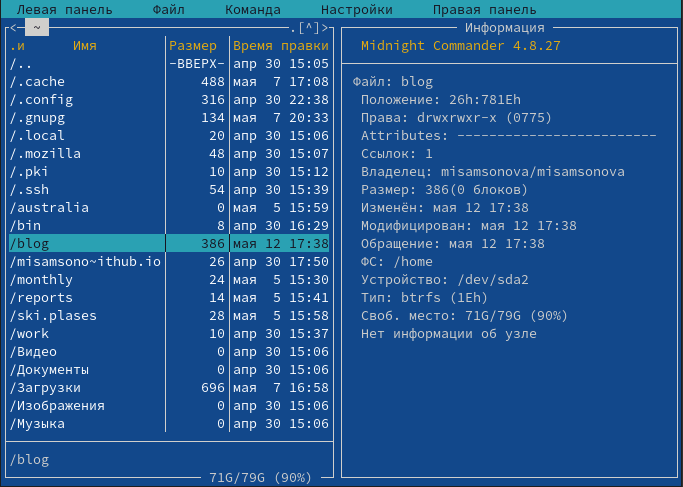 Левая панель Файл Команда Настройки Правая панель
<- ~ .[^]>
.и Имя Размер Время правки
/.. -ВВЕРХ- апр 30 15:05
/.cache 488 мая 7 17:08
/.config 316 апр 30 22:38
/.gnupg 134 мая 7 20:33
/.local 20 апр 30 15:06
/.mozilla 48 апр 30 15:07
/.pki 10 апр 30 15:12
/.ssh 54 апр 30 15:39
/australia 0 мая 5 15:59
/bin 8 апр 30 16:29
/blog 386 мая 12 17:38
/misamsono~ithub.io 26 апр 30 17:50
/monthly 24 мая 5 15:30
/reports 14 мая 5 15:41
/ski.plases 28 мая 5 15:58
/work 10 апр 30 15:37
/Видео 0 апр 30 15:06
/Документы 0 апр 30 15:06
/Загрузки 696 мая 7 16:58
/Изображения 0 апр 30 15:06
/Музыка 0 апр 30 15:06
/blog
71G/79G (90%)
Информация
Midnight Commander 4.8.27
Файл: blog
Положение: 26h:781Eh
Права: drwxrwxr-x (0775)
Attributes: -------------------------
Ссылок: 1
Владелец: misamsonova/misamsonova
Размер: 386(0 блоков)
Изменён: мая 12 17:38
Модифицирован: мая 12 17:38
Обращение: мая 12 17:38
ФС: /home
Устройство: /dev/sda2
Тип: btrfs (1Eh)
Своб. место: 71G/79G (90%)
Нет информации об узле